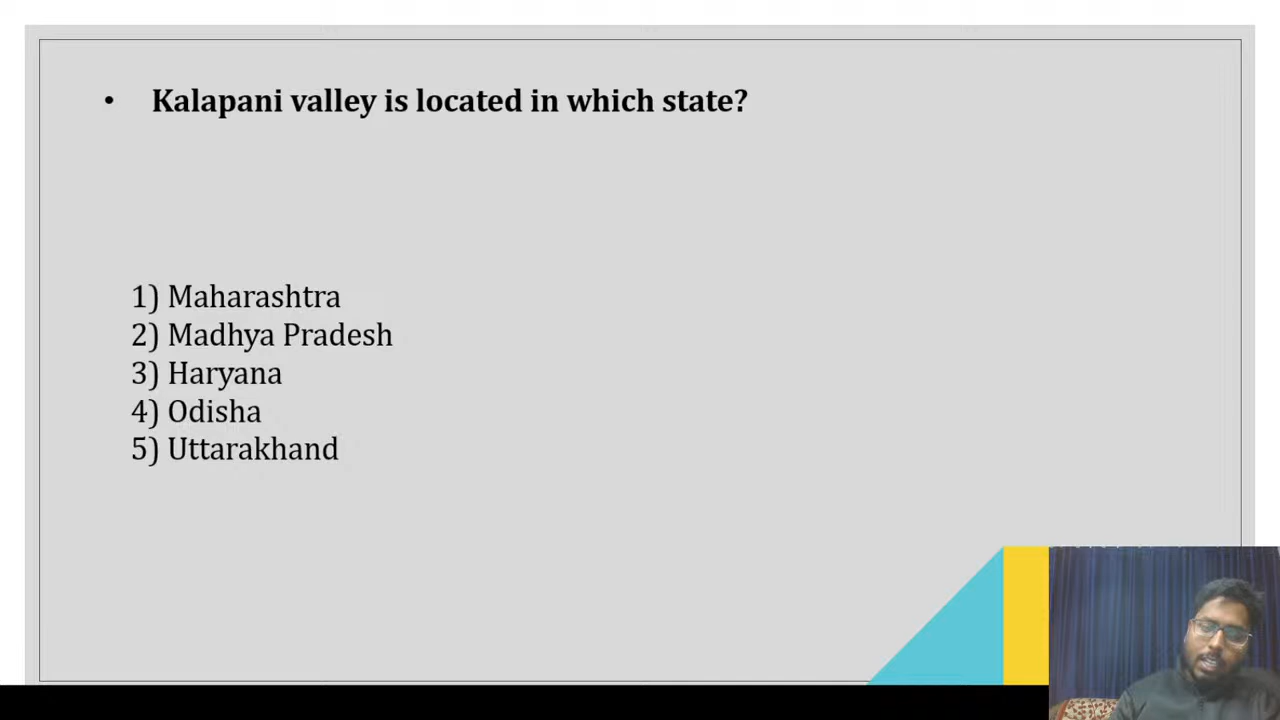 • Kalapani valley is located in which state?
1) Maharashtra
2) Madhya Pradesh
3) Haryana
4) Odisha
5) Uttarakhand